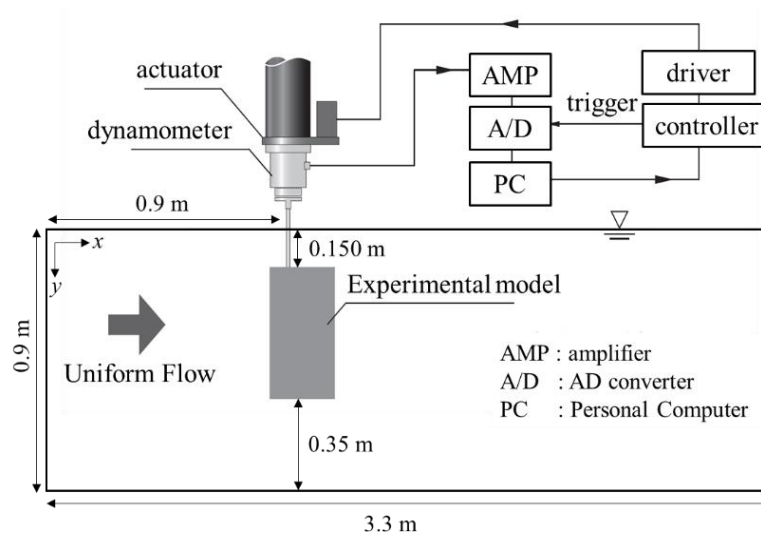 actuator
dynamometer
AMP
driver
trigger
A/D
controller
PC
0.9 m
x
y
0.150 m
Experimental model
0.9 m
Uniform Flow
AMP : amplifier
A/D : AD converter
PC : Personal Computer
0.35 m
3.3 m